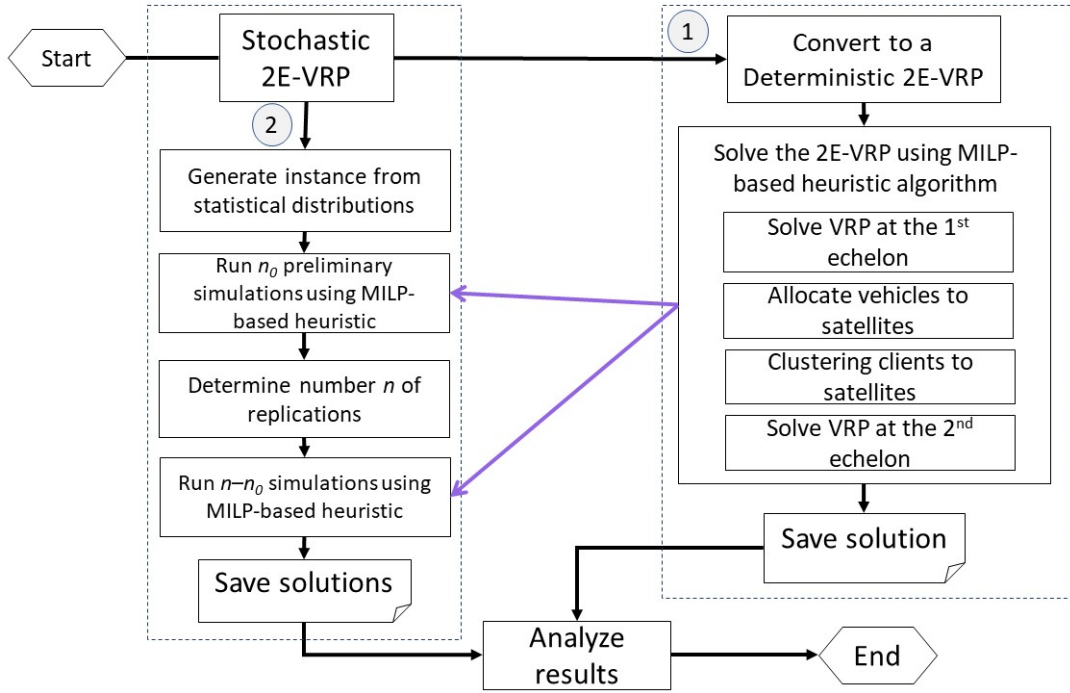 Start
Stochastic
2E-VRP
1
Convert to a
Deterministic 2E-VRP
2
Generate instance from
statistical distributions
Run n₀ preliminary
simulations using MILP-
based heuristic
Determine number n of
replications
Run n–n₀ simulations using
MILP-based heuristic
Save solutions
Solve the 2E-VRP using MILP-
based heuristic algorithm
Solve VRP at the 1st
echelon
Allocate vehicles to
satellites
Clustering clients to
satellites
Solve VRP at the 2nd
echelon
Save solution
Analyze
results
End